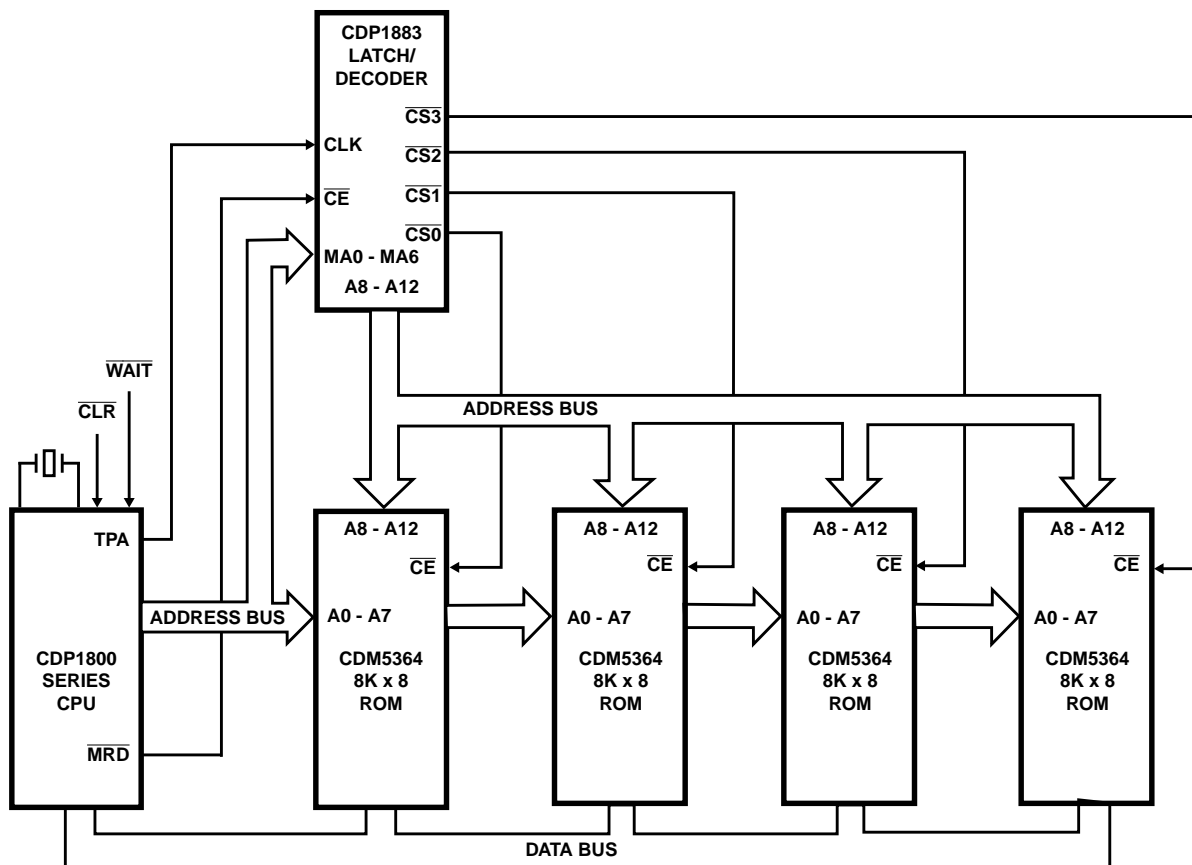 CDP1883
LATCH/
DECODER
CS3
CLK
CS2
CE
CS1
CS0
MA0 - MA6
A8 - A12
WAIT
CLR
ADDRESS BUS
TPA
A8 - A12
A8 - A12
A8 - A12
A8 - A12
CE
CE
CE
CE
ADDRESS BUS
A0 - A7
A0 - A7
A0 - A7
A0 - A7
CDP1800
SERIES
CPU
CDM5364
8K x 8
ROM
CDM5364
8K x 8
ROM
CDM5364
8K x 8
ROM
CDM5364
8K x 8
ROM
MRD
DATA BUS